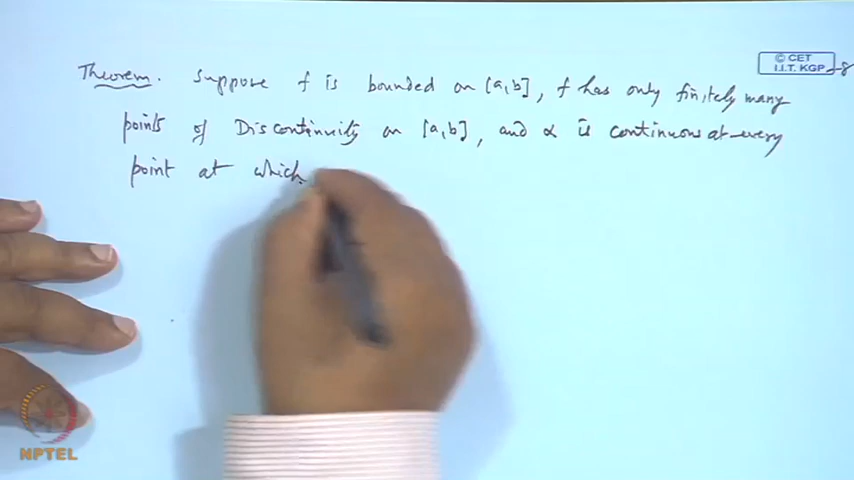 © CET
I.I.T. KGP
Theorem. Suppose f is bounded on [a,b], f has only finitely many
points of Discontinuity on [a,b], and α is continuous at every
point at which
NPTEL